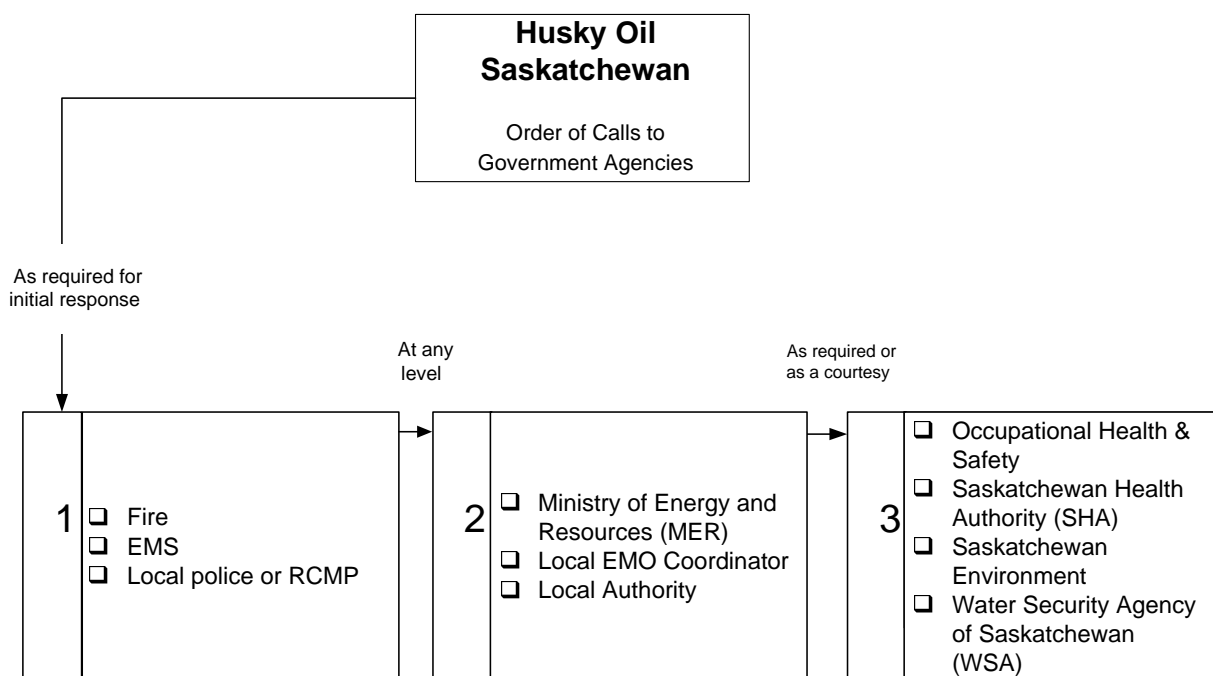 Husky Oil
Saskatchewan
Order of Calls to
Government Agencies
As required for
initial response
At any
level
As required or
as a courtesy
1
❑ Fire
❑ EMS
❑ Local police or RCMP
2
❑ Ministry of Energy and
Resources (MER)
❑ Local EMO Coordinator
❑ Local Authority
3
❑ Occupational Health &
Safety
❑ Saskatchewan Health
Authority (SHA)
❑ Saskatchewan
Environment
❑ Water Security Agency
of Saskatchewan
(WSA)